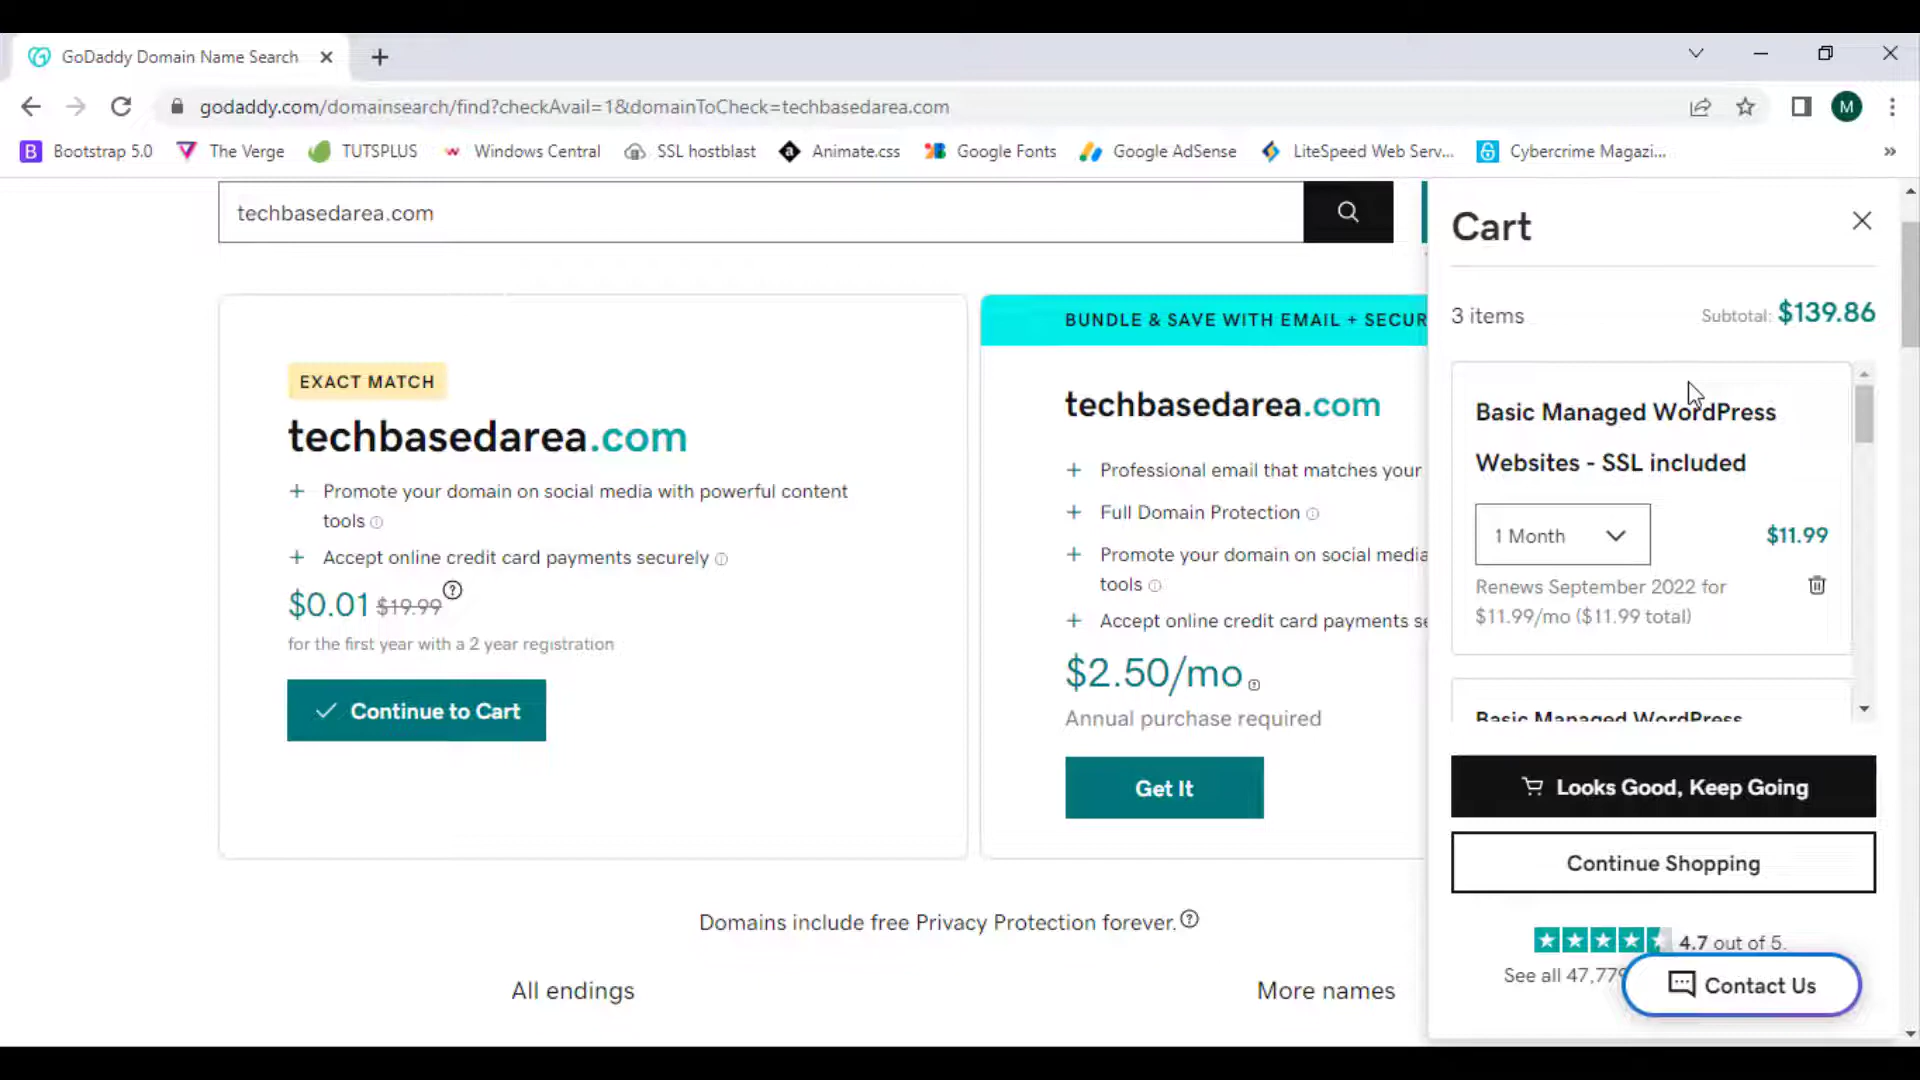 GoDaddy Domain Name Search
godaddy.com/domainsearch/find?checkAvail=1&domainToCheck=techbasedarea.com
M
B Bootstrap 5.0
The Verge
TUTSPLUS
Windows Central
SSL hostblast
Animate.css
Google Fonts
Google AdSense
LiteSpeed Web Serv...
Cybercrime Magazi...
techbasedarea.com
EXACT MATCH
techbasedarea.com
Promote your domain on social media with powerful content
tools
Accept online credit card payments securely
$0.01 $19.99
for the first year with a 2 year registration
Continue to Cart
BUNDLE & SAVE WITH EMAIL + SECUR
techbasedarea.com
Professional email that matches your
Full Domain Protection
Promote your domain on social media
tools
Accept online credit card payments se
$2.50/mo
Annual purchase required
Get It
Domains include free Privacy Protection forever.
All endings
More names
Cart
3 items
Subtotal: $139.86
Basic Managed WordPress
Websites - SSL included
1 Month
$11.99
Renews September 2022 for
$11.99/mo ($11.99 total)
Basic Managed WordPress
Looks Good, Keep Going
Continue Shopping
4.7 out of 5.
See all 47,779
Contact Us